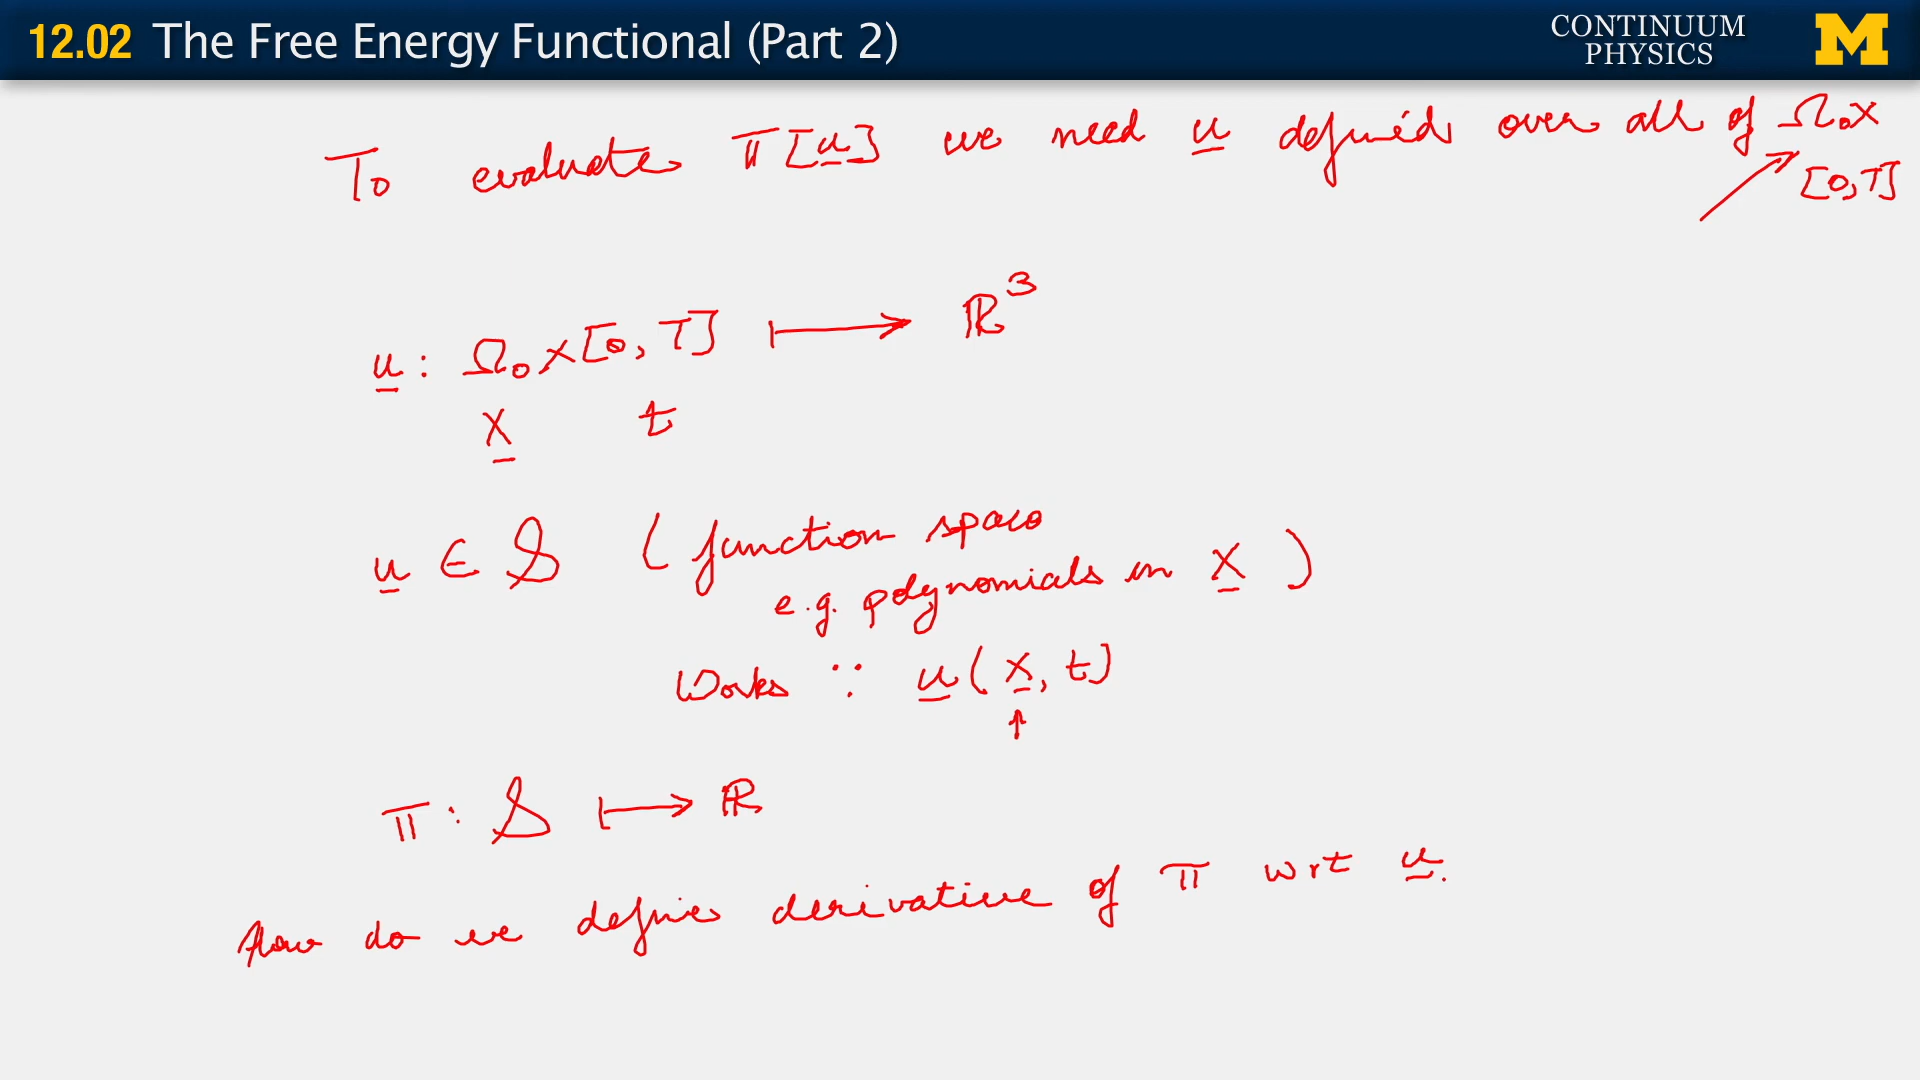 12.02 The Free Energy Functional (Part 2)
CONTINUUM
PHYSICS
M
To evaluate Π[u] we need u defined over all of Ω₀×
[0,T]
u: Ω₀×[0, T] ⟼ ℝ³
X t
u ∈ S (function space
e.g. polynomials in X )
Works ∵ u(X, t)
↑
Π: S ⟼ ℝ
How do we define derivative of Π wrt u.